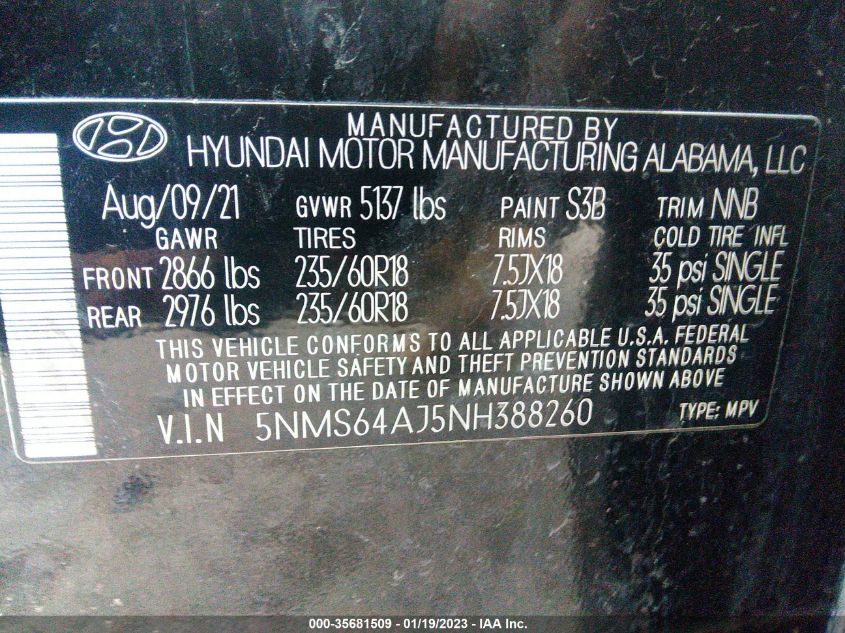 MANUFACTURED BY
HYUNDAI MOTOR MANUFACTURING ALABAMA, LLC
Aug/09/21 GVWR 5137 lbs PAINT S3B TRIM NNB
GAWR TIRES RIMS COLD TIRE INFL
FRONT 2866 lbs 235/60R18 7.5JX18 35 psi SINGLE
REAR 2976 lbs 235/60R18 7.5JX18 35 psi SINGLE
THIS VEHICLE CONFORMS TO ALL APPLICABLE U.S.A. FEDERAL
MOTOR VEHICLE SAFETY AND THEFT PREVENTION STANDARDS
IN EFFECT ON THE DATE OF MANUFACTURE SHOWN ABOVE
V.I.N 5NMS64AJ5NH388260 TYPE: MPV
000-35681509 - 01/19/2023 - IAA Inc.